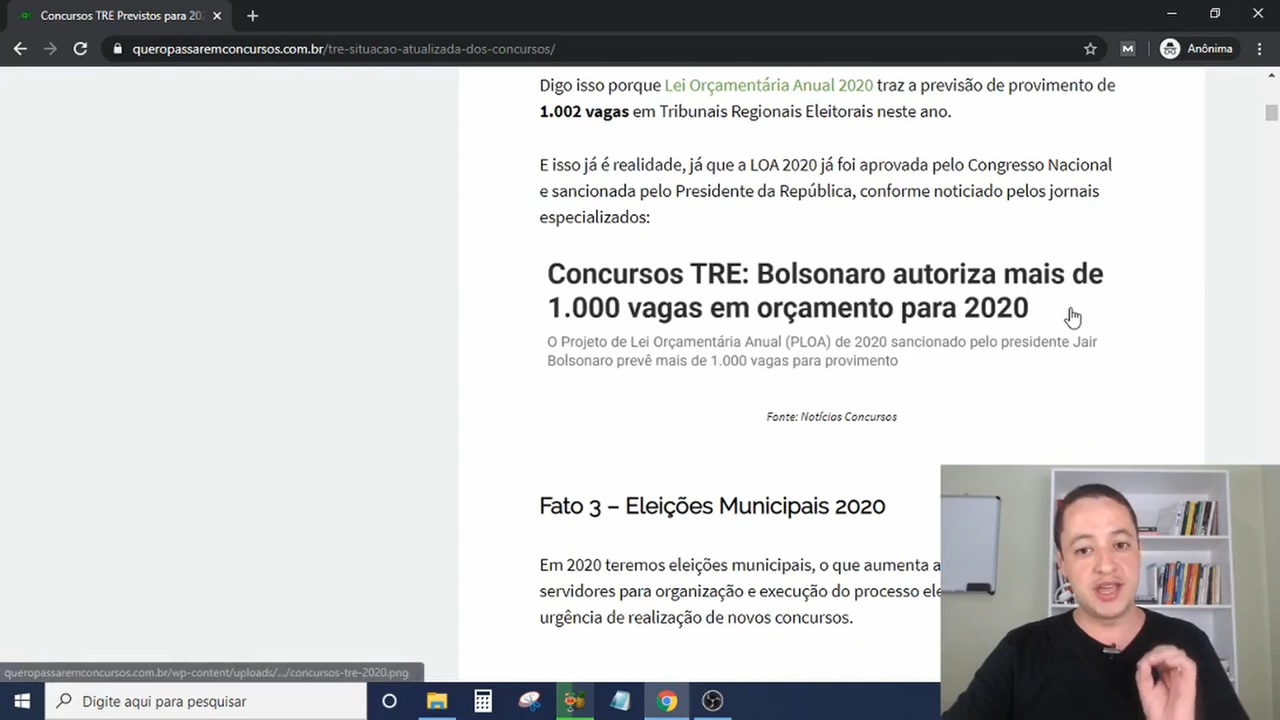 Concursos TRE Previstos para 20
queropassaremconcursos.com.br/tre-situacao-atualizada-dos-concursos/
Anônima
Digo isso porque Lei Orçamentária Anual 2020 traz a previsão de provimento de
1.002 vagas em Tribunais Regionais Eleitorais neste ano.
E isso já é realidade, já que a LOA 2020 já foi aprovada pelo Congresso Nacional
e sancionada pelo Presidente da República, conforme noticiado pelos jornais
especializados:
Concursos TRE: Bolsonaro autoriza mais de
1.000 vagas em orçamento para 2020
O Projeto de Lei Orçamentária Anual (PLOA) de 2020 sancionado pelo presidente Jair
Bolsonaro prevê mais de 1.000 vagas para provimento
Fonte: Notícias Concursos
Fato 3 – Eleições Municipais 2020
Em 2020 teremos eleições municipais, o que aumenta a
servidores para organização e execução do processo ele
urgência de realização de novos concursos.
queropassaremconcursos.com.br/wp-content/uploads/.../concursos-tre-2020.png
Digite aqui para pesquisar